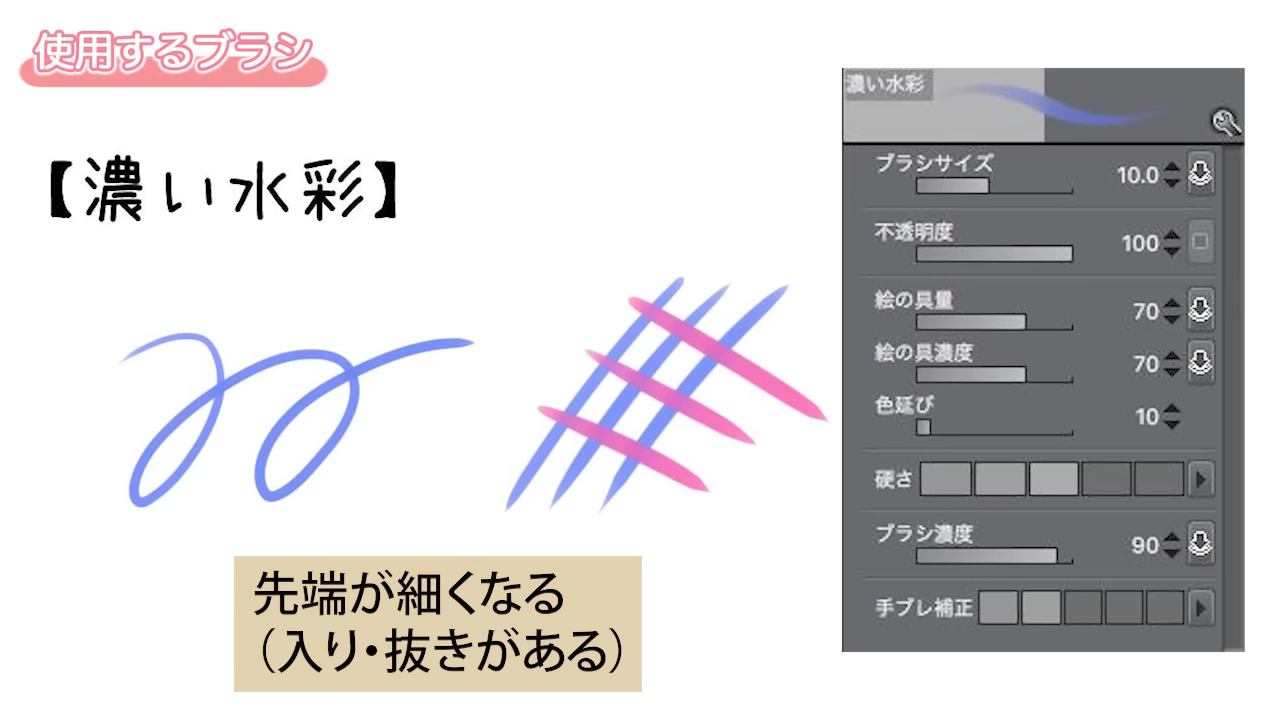 使用するブラシ
【濃い水彩】
先端が細くなる
（入り・抜きがある）
濃い水彩
ブラシサイズ 10.0
不透明度 100
絵の具量 70
絵の具濃度 70
色延び 10
硬さ
ブラシ濃度 90
手ブレ補正